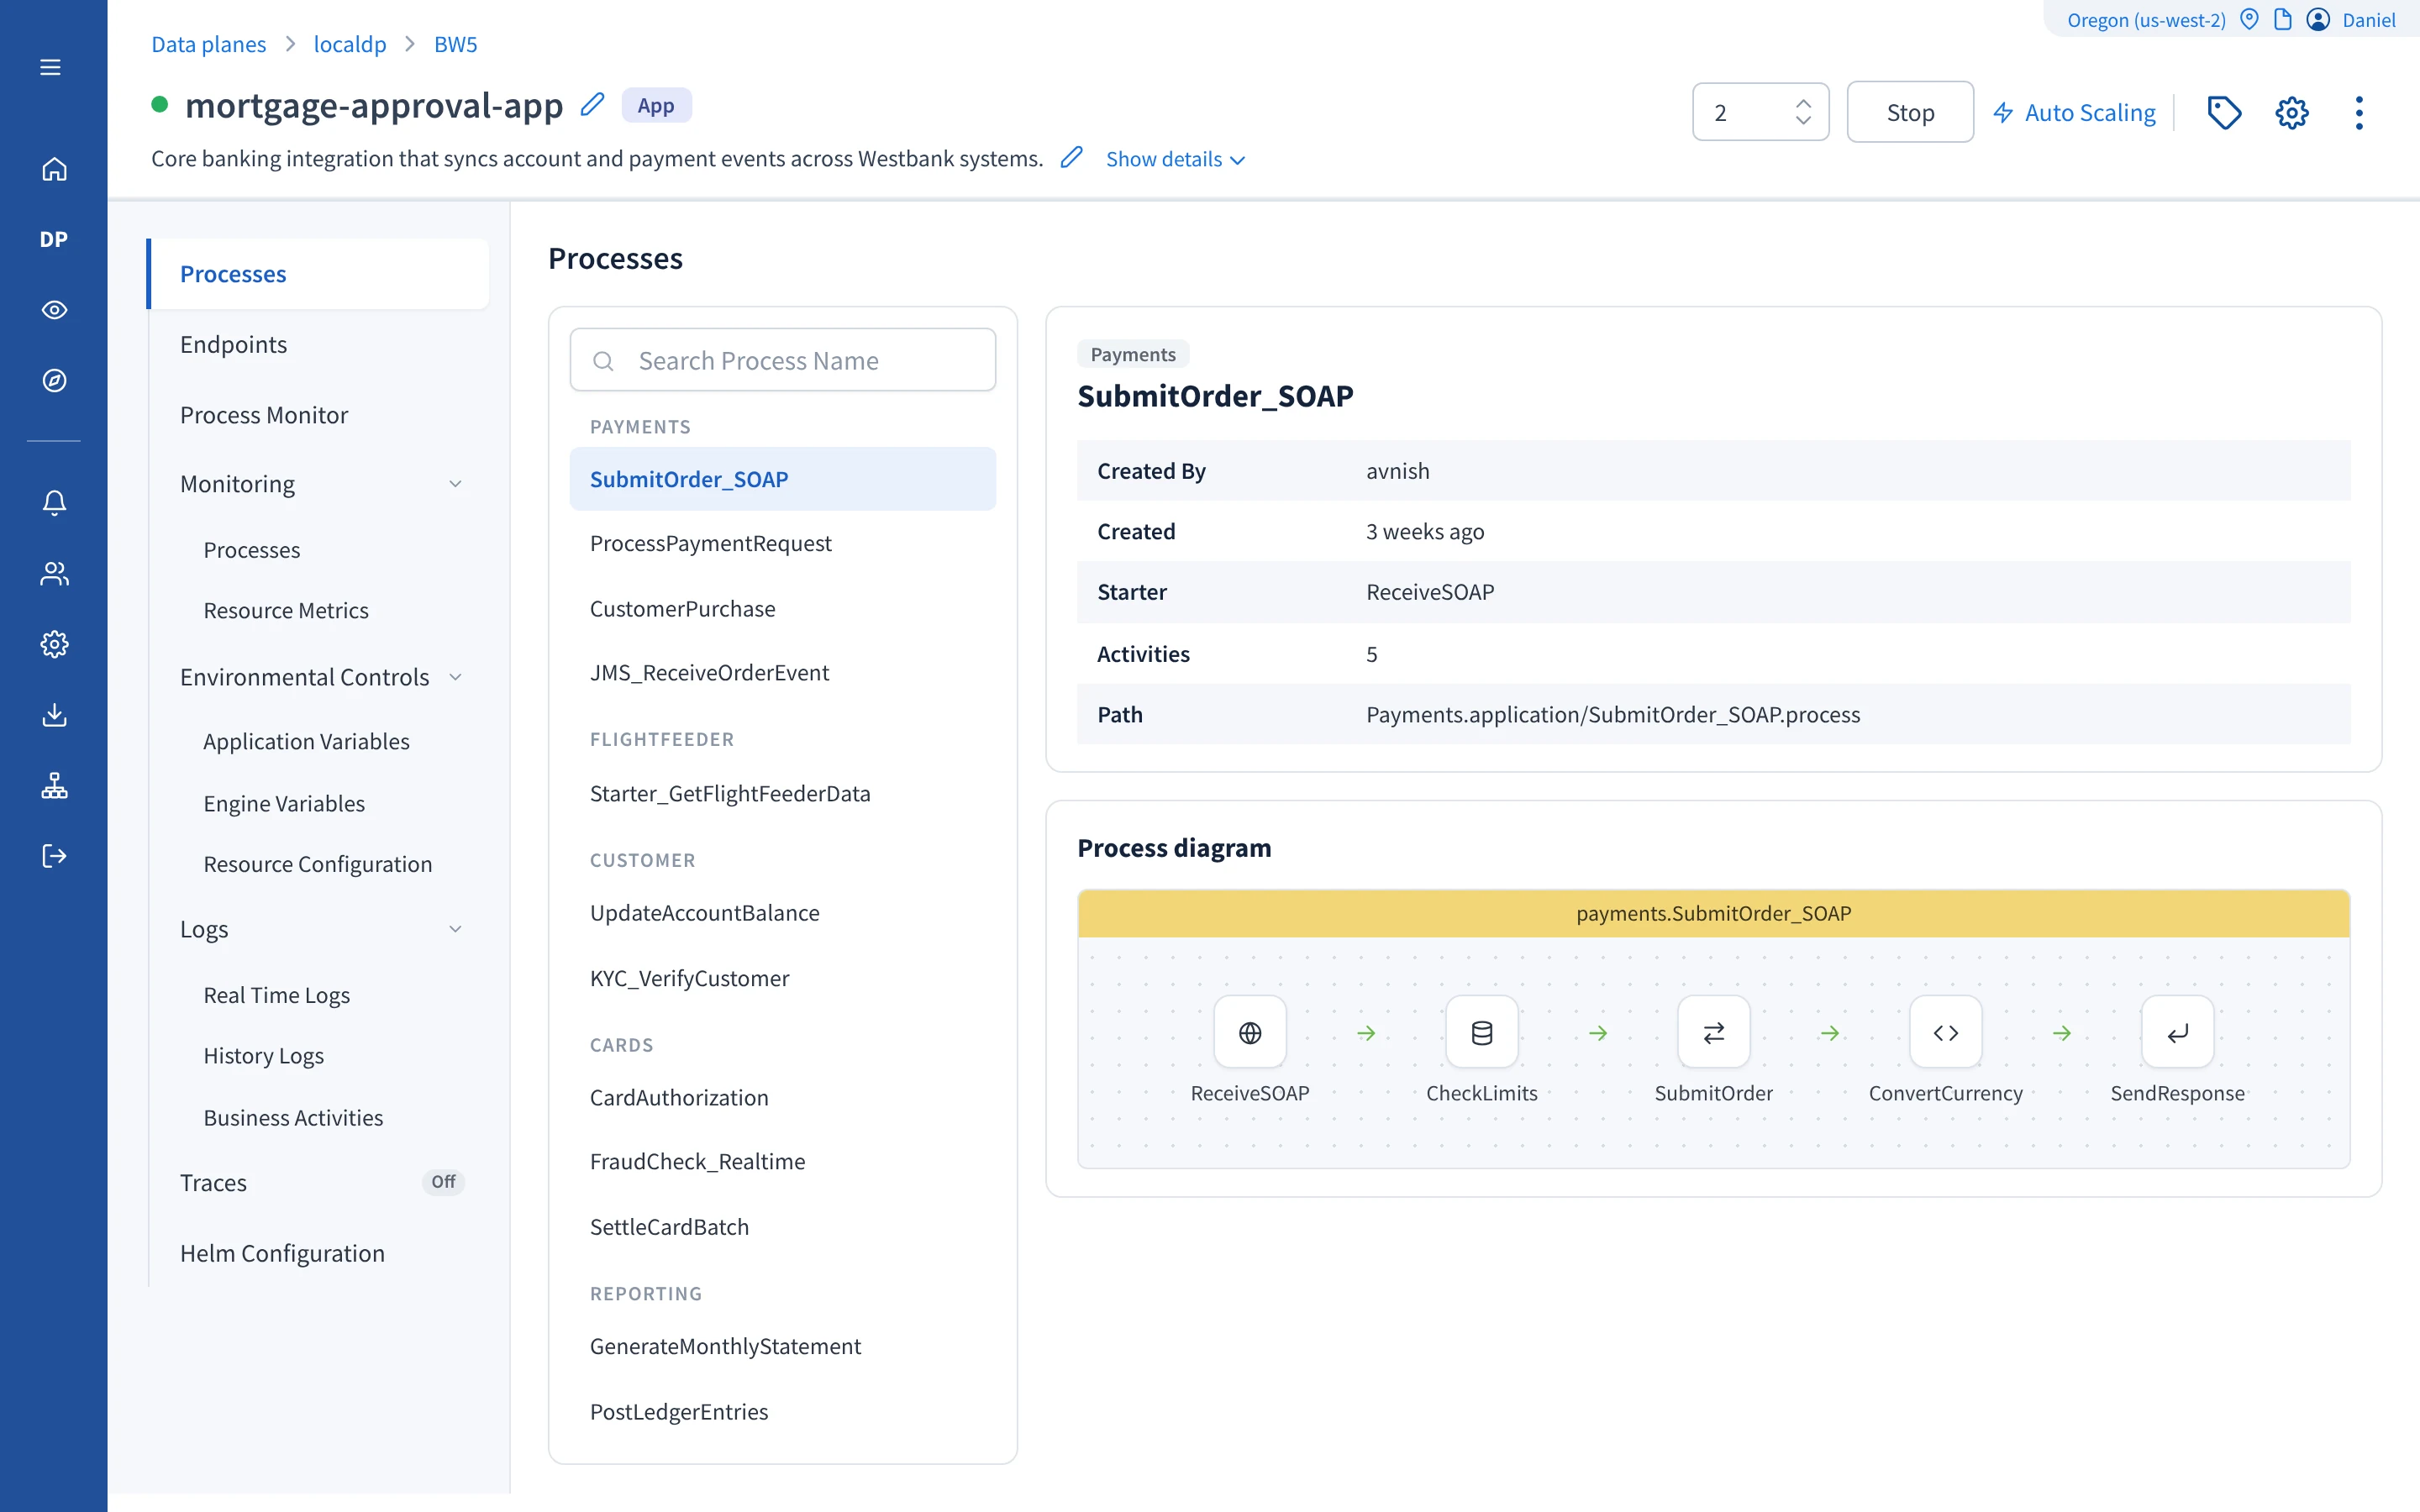 Oregon (us-west-2) Daniel
Data planes > localdp > BW5
mortgage-approval-app App
2 Stop Auto Scaling
Core banking integration that syncs account and payment events across Westbank systems. Show details
DP
Processes
Endpoints
Process Monitor
Monitoring
Processes
Resource Metrics
Environmental Controls
Application Variables
Engine Variables
Resource Configuration
Logs
Real Time Logs
History Logs
Business Activities
Traces Off
Helm Configuration
Processes
Search Process Name
PAYMENTS
SubmitOrder_SOAP
ProcessPaymentRequest
CustomerPurchase
JMS_ReceiveOrderEvent
FLIGHTFEEDER
Starter_GetFlightFeederData
CUSTOMER
UpdateAccountBalance
KYC_VerifyCustomer
CARDS
CardAuthorization
FraudCheck_Realtime
SettleCardBatch
REPORTING
GenerateMonthlyStatement
PostLedgerEntries
Payments
SubmitOrder_SOAP
Created By avnish
Created 3 weeks ago
Starter ReceiveSOAP
Activities 5
Path Payments.application/SubmitOrder_SOAP.process
Process diagram
payments.SubmitOrder_SOAP
ReceiveSOAP CheckLimits SubmitOrder ConvertCurrency SendResponse